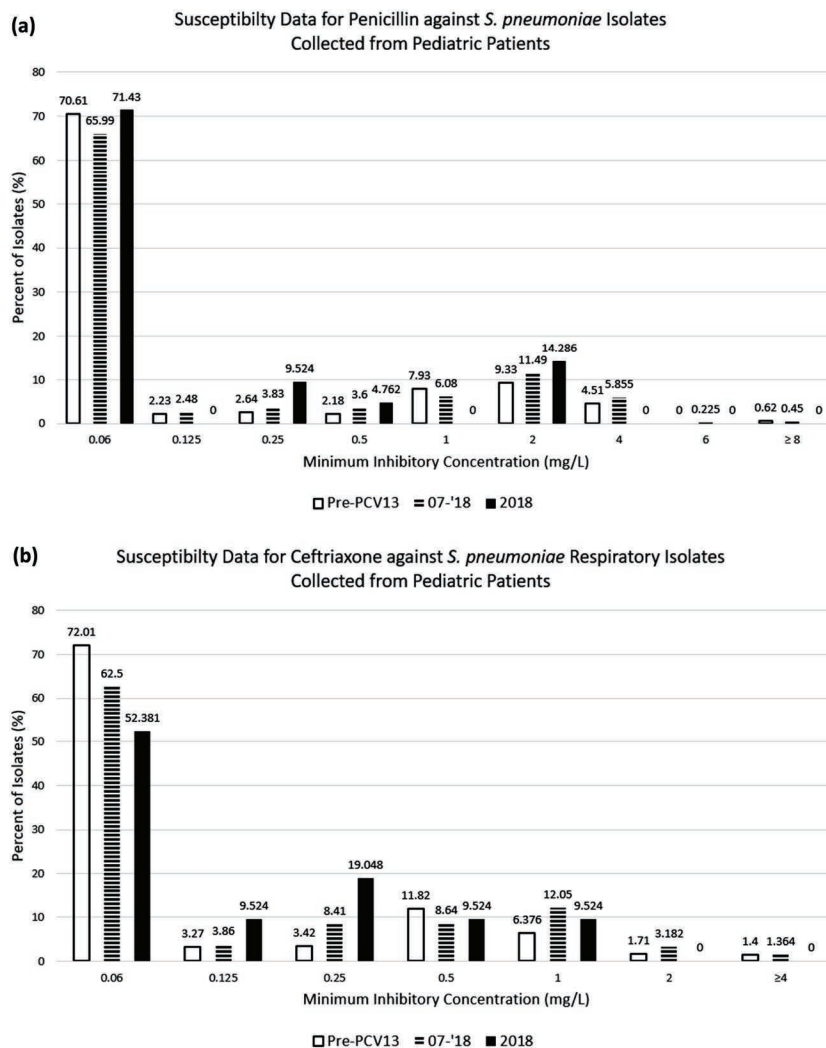 (a)
Susceptibilty Data for Penicillin against S. pneumoniae Isolates
Collected from Pediatric Patients
Percent of Isolates (%)
80
70
60
50
40
30
20
10
0
70.61 65.99 71.43
2.23 2.48 0
2.64 3.83 9.524
2.18 3.6 4.762
7.93 6.08 0
9.33 11.49 14.286
4.51 5.855 0
0 0.225 0
0.62 0.45 0
0.06 0.125 0.25 0.5 1 2 4 6 ≥ 8
Minimum Inhibitory Concentration (mg/L)
Pre-PCV13 07-'18 2018
(b)
Susceptibilty Data for Ceftriaxone against S. pneumoniae Respiratory Isolates
Collected from Pediatric Patients
Percent of Isolates (%)
80
70
60
50
40
30
20
10
0
72.01 62.5 52.381
3.27 3.86 9.524
3.42 8.41 19.048
11.82 8.64 9.524
6.376 12.05 9.524
1.71 3.182 0
1.4 1.364 0
0.06 0.125 0.25 0.5 1 2 ≥4
Minimum Inhibitory Concentration (mg/L)
Pre-PCV13 07-'18 2018